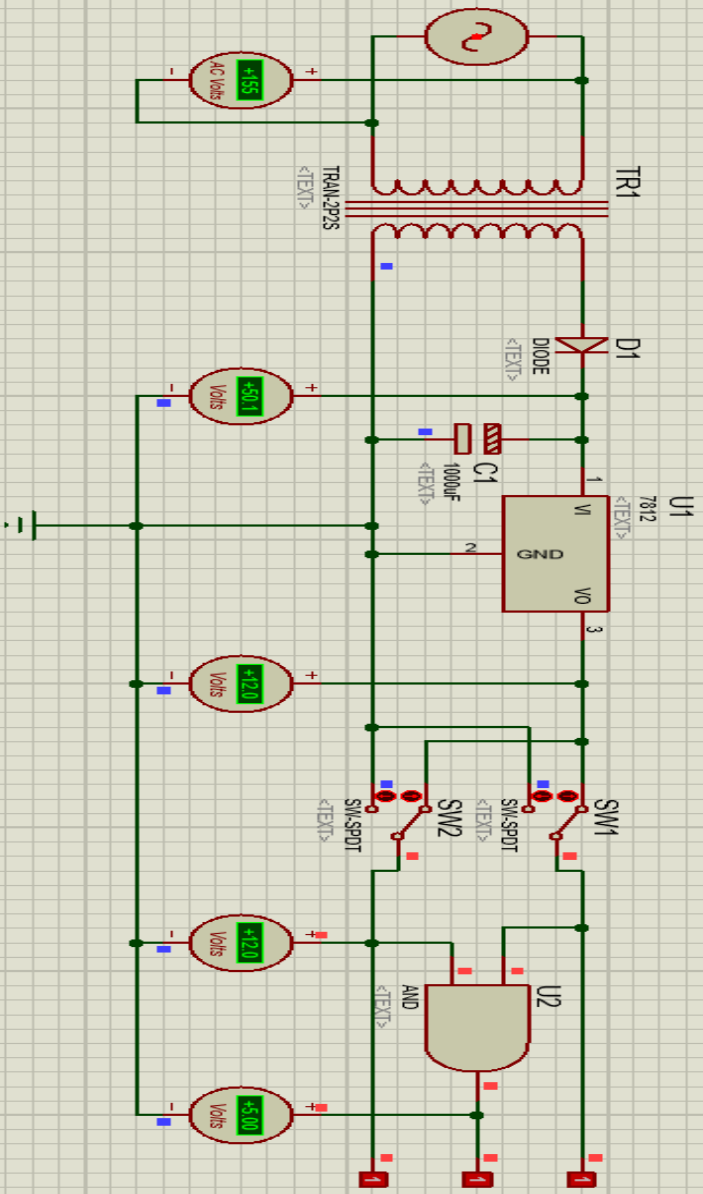 +155
AC Volts
- +
TR1
TRAN-2P2S
<TEXT>
D1
DIODE
<TEXT>
+50.1
Volts
- +
C1
1000uF
<TEXT>
U1
7812
<TEXT>
1 VI
VO 3
2 GND
+12.0
Volts
- +
SW1
SW-SPDT
<TEXT>
SW2
SW-SPDT
<TEXT>
+12.0
Volts
- +
U2
AND
<TEXT>
+5.00
Volts
- +
1
1
1